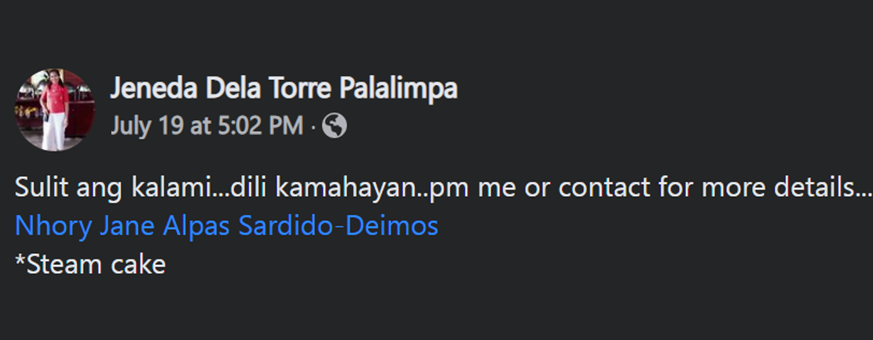 Jeneda Dela Torre Palalimpa
July 19 at 5:02 PM ·
Sulit ang kalami...dili kamahayan..pm me or contact for more details...
Nhory Jane Alpas Sardido-Deimos
*Steam cake